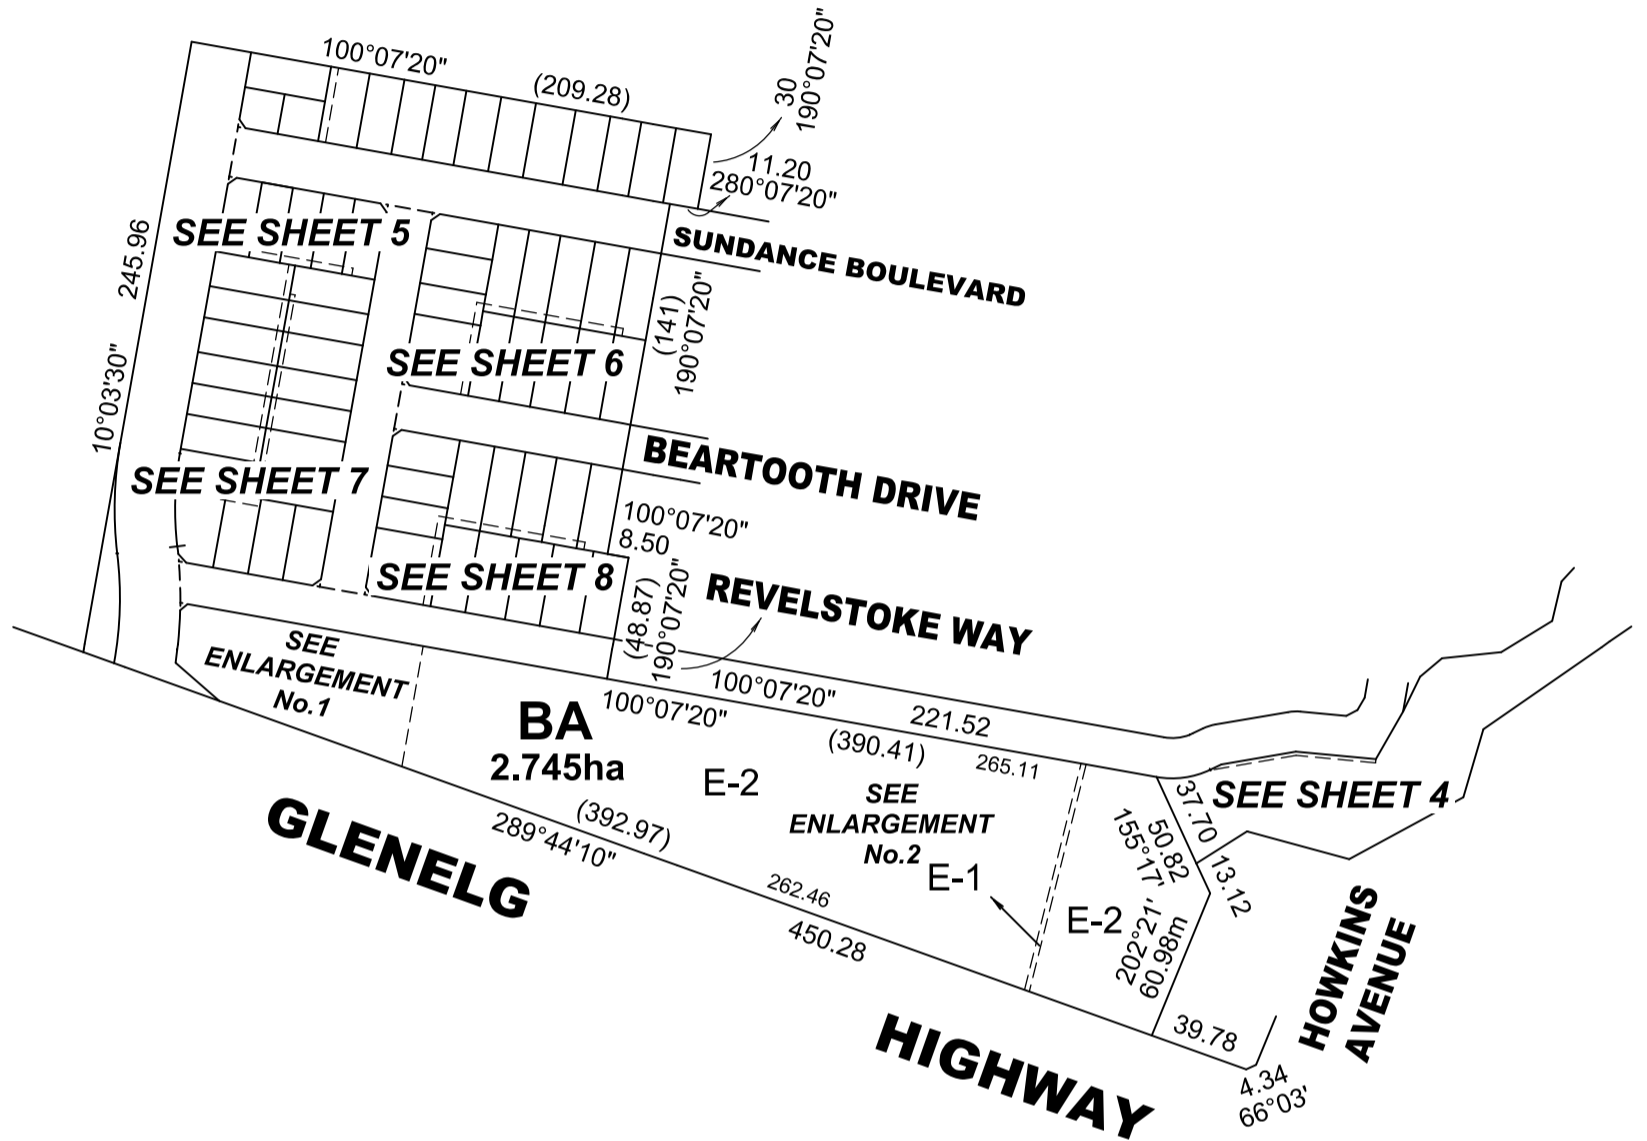 100°07'20"
(209.28)
30
190°07'20"
11.20
280°07'20"
SUNDANCE BOULEVARD
SEE SHEET 5
245.96
10°03'30"
(141)
190°07'20"
SEE SHEET 6
BEARTOOTH DRIVE
SEE SHEET 7
100°07'20"
8.50
SEE SHEET 8
(48.87)
190°07'20"
REVELSTOKE WAY
SEE
ENLARGEMENT
No.1
100°07'20"
221.52
100°07'20"
(390.41)
265.11
BA
2.745ha
E-2
SEE
ENLARGEMENT
No.2
E-1
E-2
SEE SHEET 4
37.70
50.82
155°17'
13.12
202°21'
60.98m
(392.97)
289°44'10"
262.46
450.28
GLENELG
HIGHWAY
39.78
4.34
66°03'
HOWKINS
AVENUE